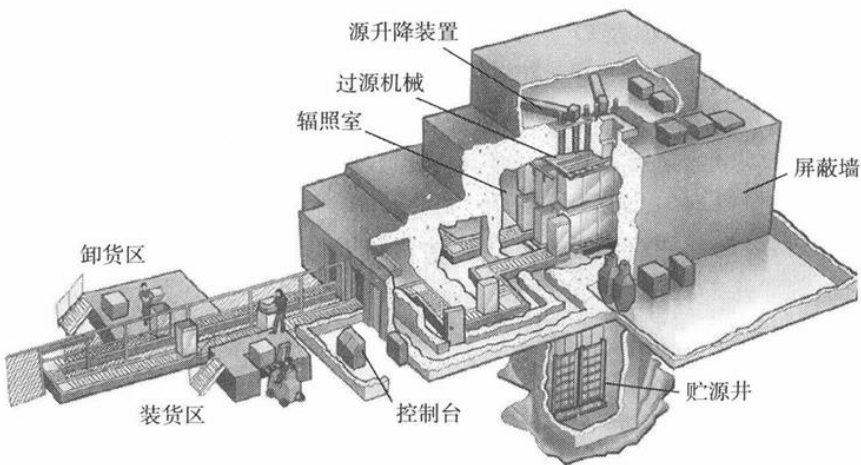 源升降装置
过源机械
辐照室
屏蔽墙
卸货区
装货区
控制台
贮源井